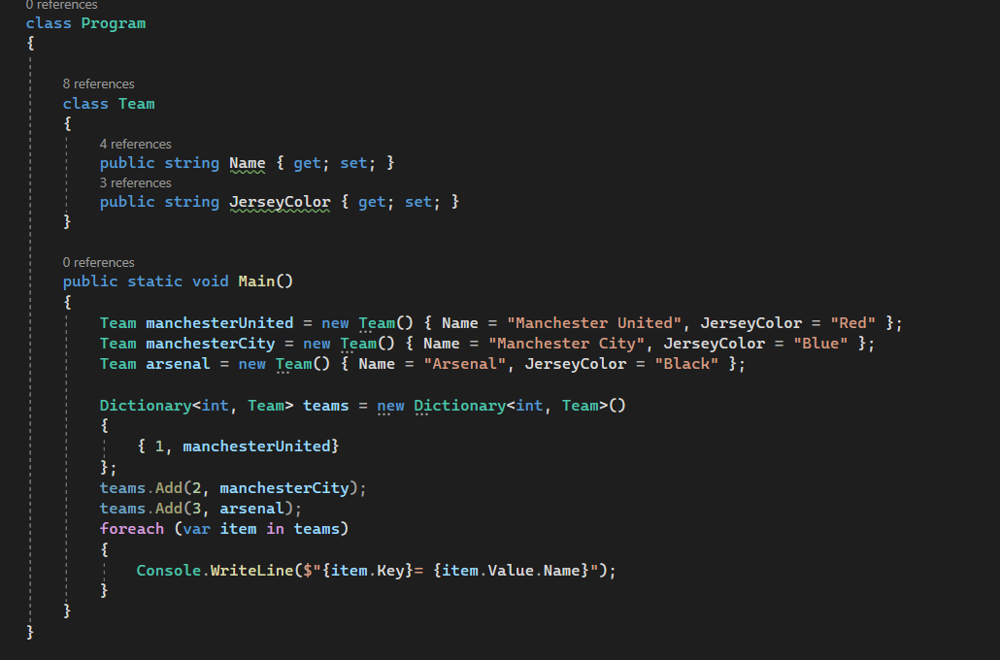 0 references
class Program
{
8 references
class Team
{
4 references
public string Name { get; set; }
3 references
public string JerseyColor { get; set; }
}
0 references
public static void Main()
{
Team manchesterUnited = new Team() { Name = "Manchester United", JerseyColor = "Red" };
Team manchesterCity = new Team() { Name = "Manchester City", JerseyColor = "Blue" };
Team arsenal = new Team() { Name = "Arsenal", JerseyColor = "Black" };
Dictionary<int, Team> teams = new Dictionary<int, Team>()
{
{ 1, manchesterUnited}
};
teams.Add(2, manchesterCity);
teams.Add(3, arsenal);
foreach (var item in teams)
{
Console.WriteLine($"{item.Key}= {item.Value.Name}");
}
}
}